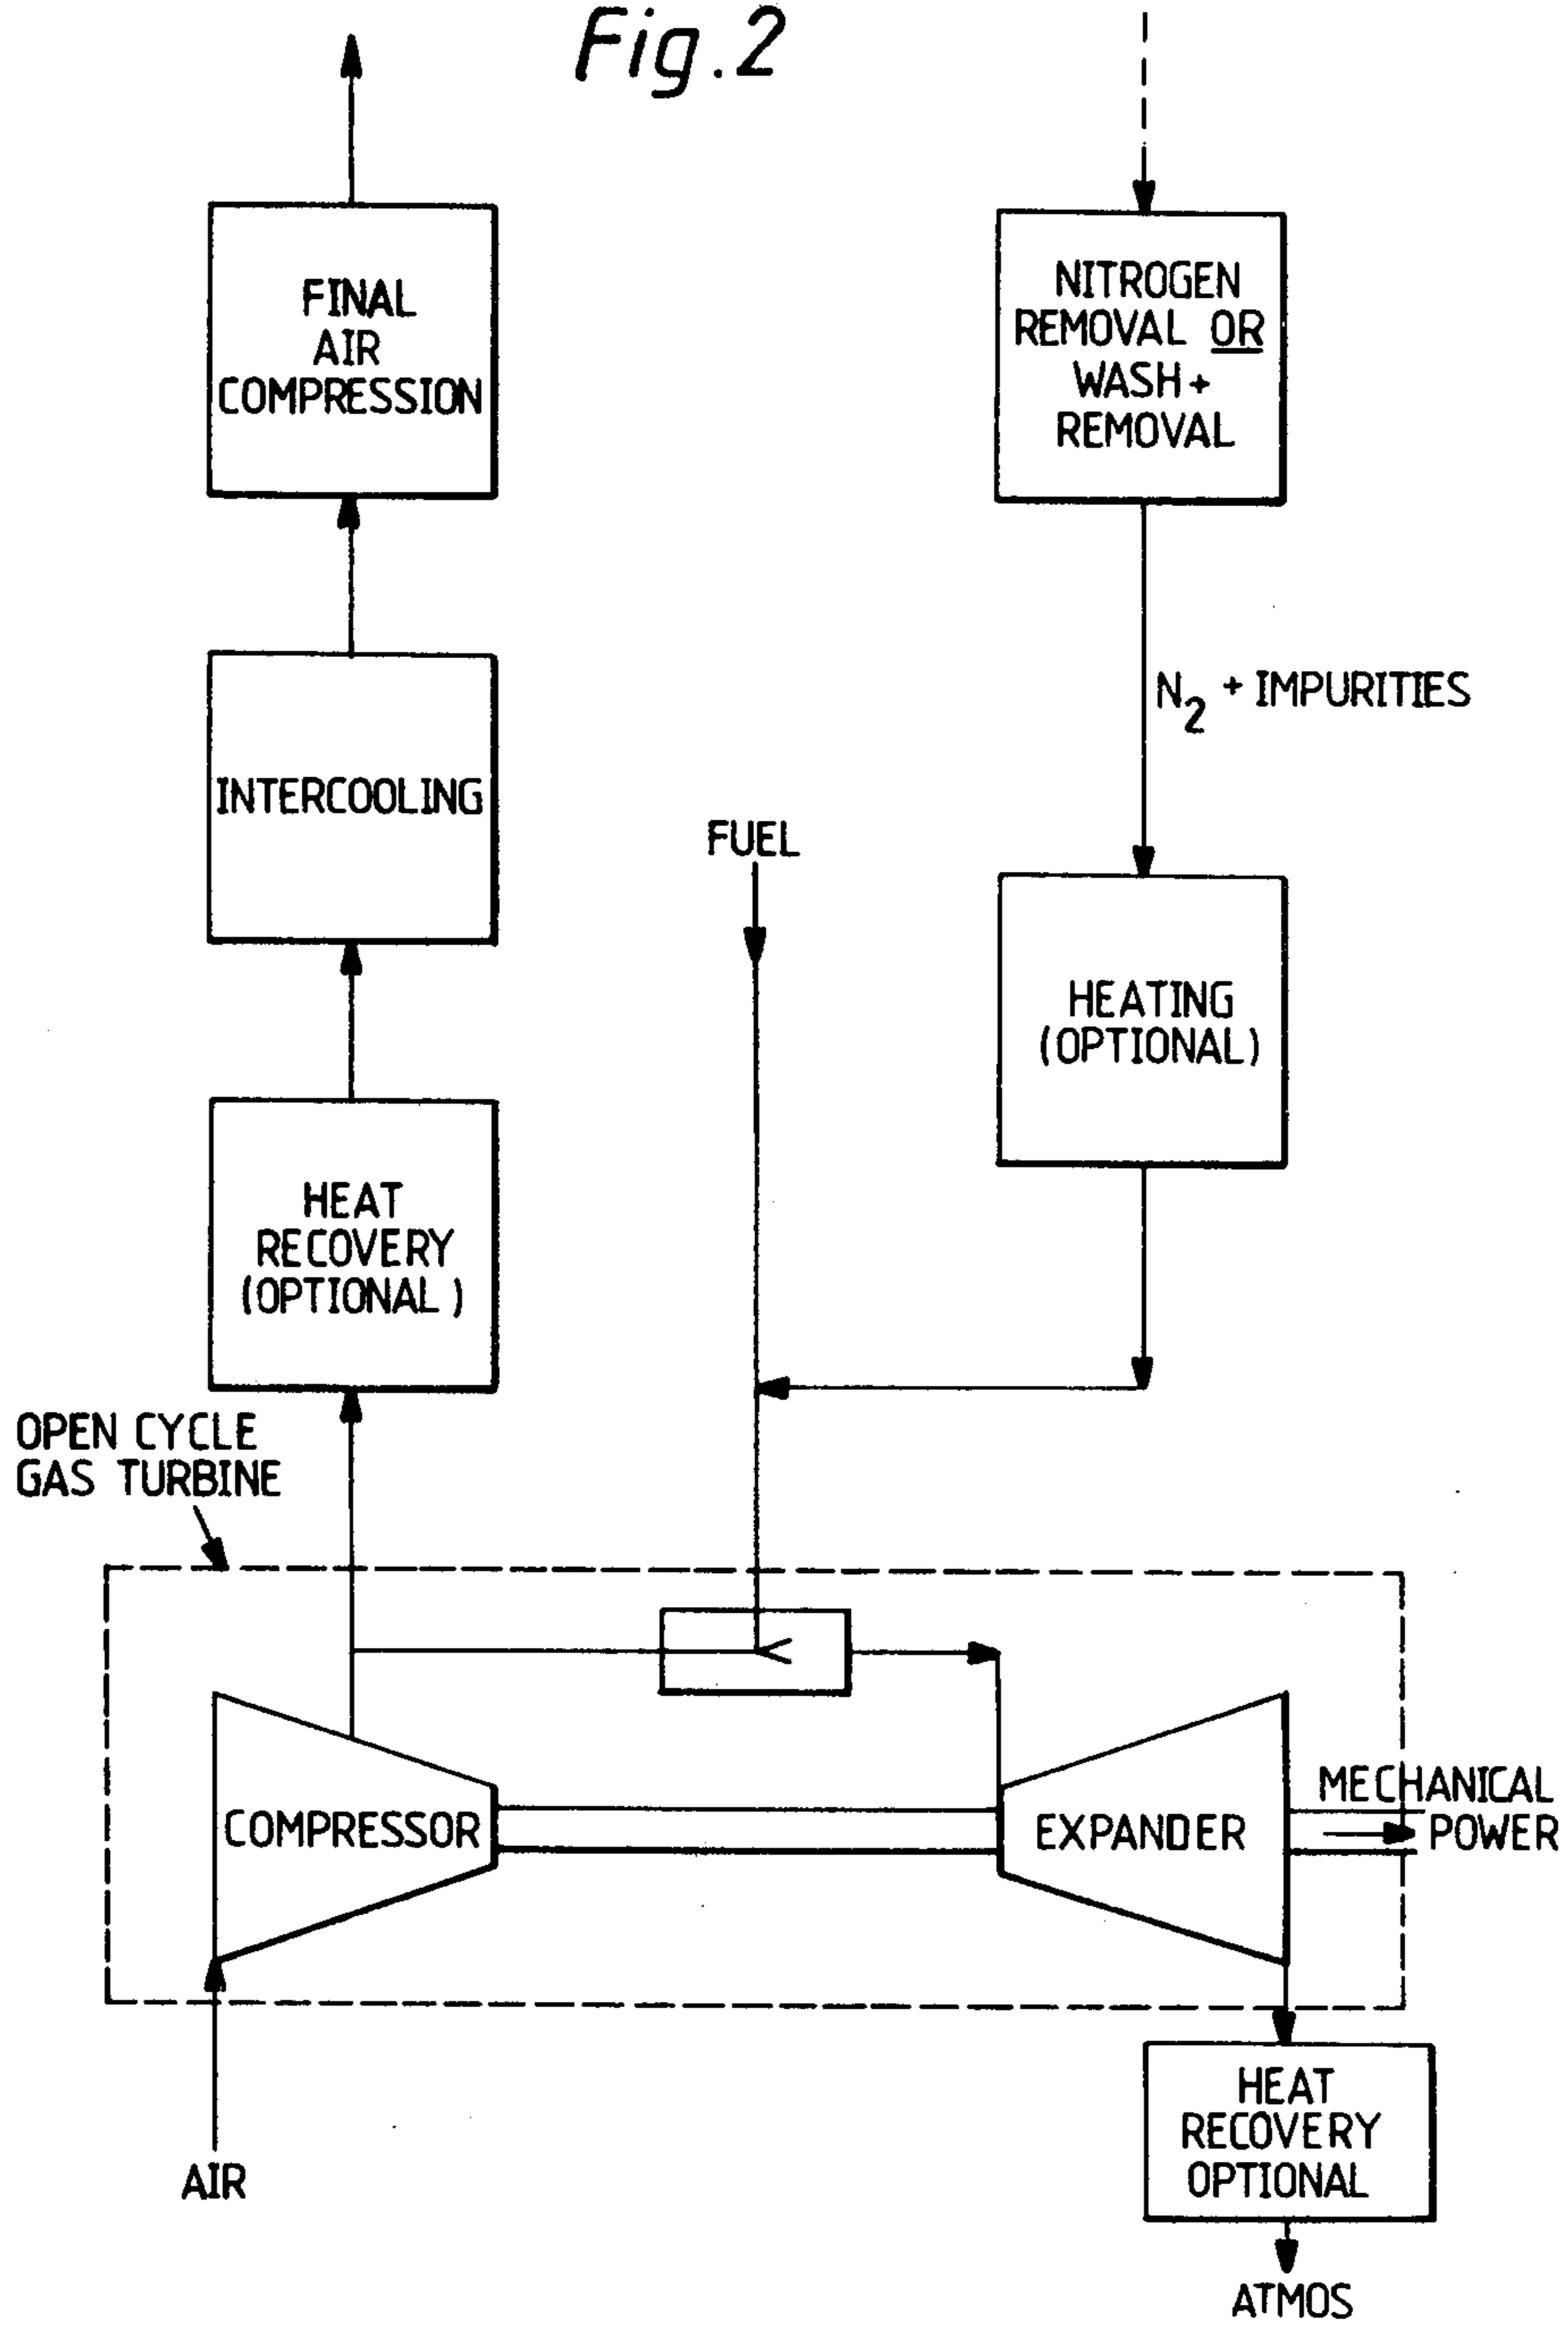 Fig.2
FINAL
AIR
COMPRESSION
NITROGEN
REMOVAL OR
WASH+
REMOVAL
N2 + IMPURITIES
INTERCOOLING
FUEL
HEATING
(OPTIONAL)
HEAT
RECOVERY
(OPTIONAL)
OPEN CYCLE
GAS TURBINE
COMPRESSOR
EXPANDER
MECHANICAL
POWER
AIR
HEAT
RECOVERY
OPTIONAL
ATMOS